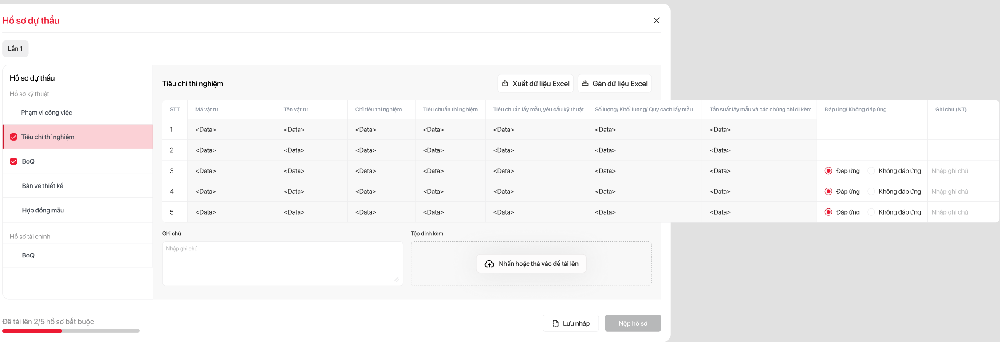 Hồ sơ dự thầu
Lần 1
Hồ sơ dự thầu
Hồ sơ kỹ thuật
Phạm vi công việc
Tiêu chí thí nghiệm
BoQ
Bản vẽ thiết kế
Hợp đồng mẫu
Hồ sơ tài chính
BoQ
Tiêu chí thí nghiệm
Xuất dữ liệu Excel
Gán dữ liệu Excel
STT Mã vật tư Tên vật tư Chỉ tiêu thí nghiệm Tiêu chuẩn thí nghiệm Tiêu chuẩn lấy mẫu, yêu cầu kỹ thuật Số lượng/ Khối lượng/ Quy cách lấy mẫu Tần suất lấy mẫu và các chứng chỉ đi kèm Đáp ứng/ Không đáp ứng Ghi chú (NT)
1 <Data> <Data> <Data> <Data> <Data> <Data> <Data>
2 <Data> <Data> <Data> <Data> <Data> <Data> <Data>
3 <Data> <Data> <Data> <Data> <Data> <Data> <Data> Đáp ứng Không đáp ứng Nhập ghi chú
4 <Data> <Data> <Data> <Data> <Data> <Data> <Data> Đáp ứng Không đáp ứng Nhập ghi chú
5 <Data> <Data> <Data> <Data> <Data> <Data> <Data> Đáp ứng Không đáp ứng Nhập ghi chú
Ghi chú
Nhập ghi chú
Tệp đính kèm
Nhấn hoặc thả vào để tải lên
Đã tải lên 2/5 hồ sơ bắt buộc
Lưu nháp
Nộp hồ sơ